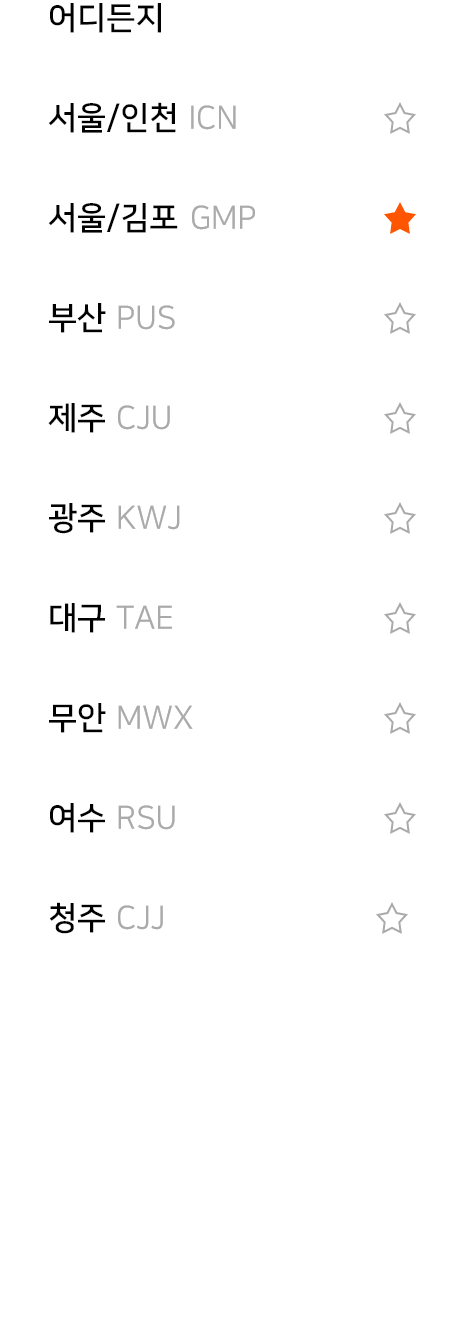 어디든지
서울/인천 ICN
서울/김포 GMP
부산 PUS
제주 CJU
광주 KWJ
대구 TAE
무안 MWX
여수 RSU
청주 CJJ